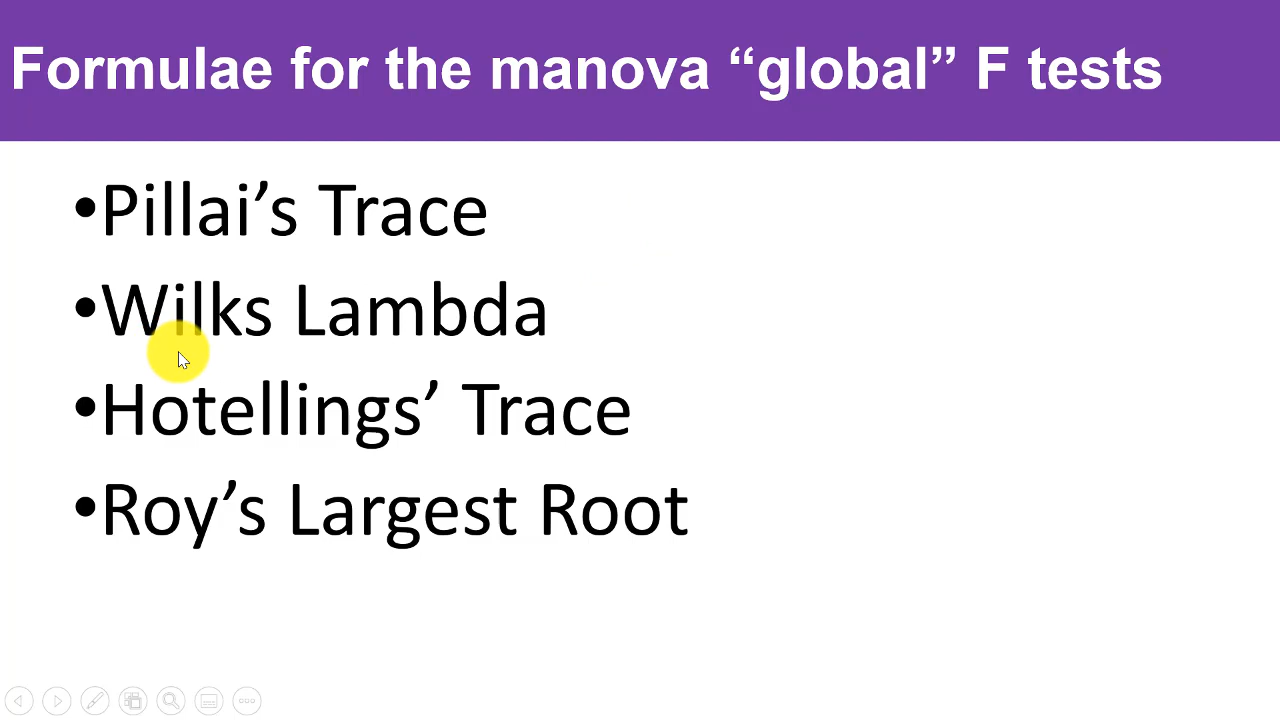 Formulae for the manova “global” F tests
•Pillai’s Trace
•Wilks Lambda
•Hotellings’ Trace
•Roy’s Largest Root